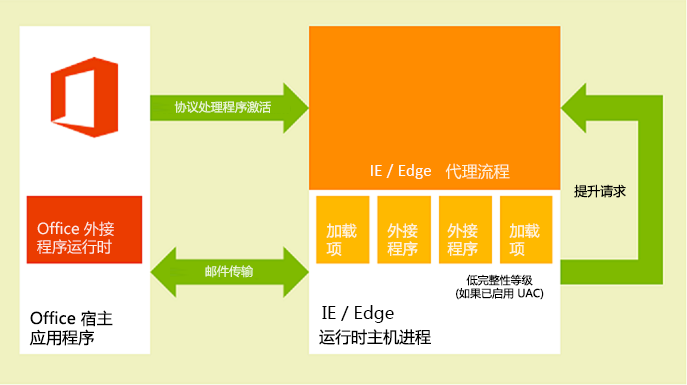 协议处理程序激活
IE / Edge 代理流程
提升请求
Office 外接
程序运行时
加载
项
外接
程序
外接
程序
加载
项
邮件传输
低完整性等级
(如果已启用 UAC)
Office 宿主
应用程序
IE / Edge
运行时主机进程